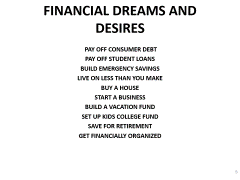 FINANCIAL DREAMS AND
DESIRES
PAY OFF CONSUMER DEBT
PAY OFF STUDENT LOANS
BUILD EMERGENCY SAVINGS
LIVE ON LESS THAN YOU MAKE
BUY A HOUSE
START A BUSINESS
BUILD A VACATION FUND
SET UP KIDS COLLEGE FUND
SAVE FOR RETIREMENT
GET FINANCIALLY ORGANIZED